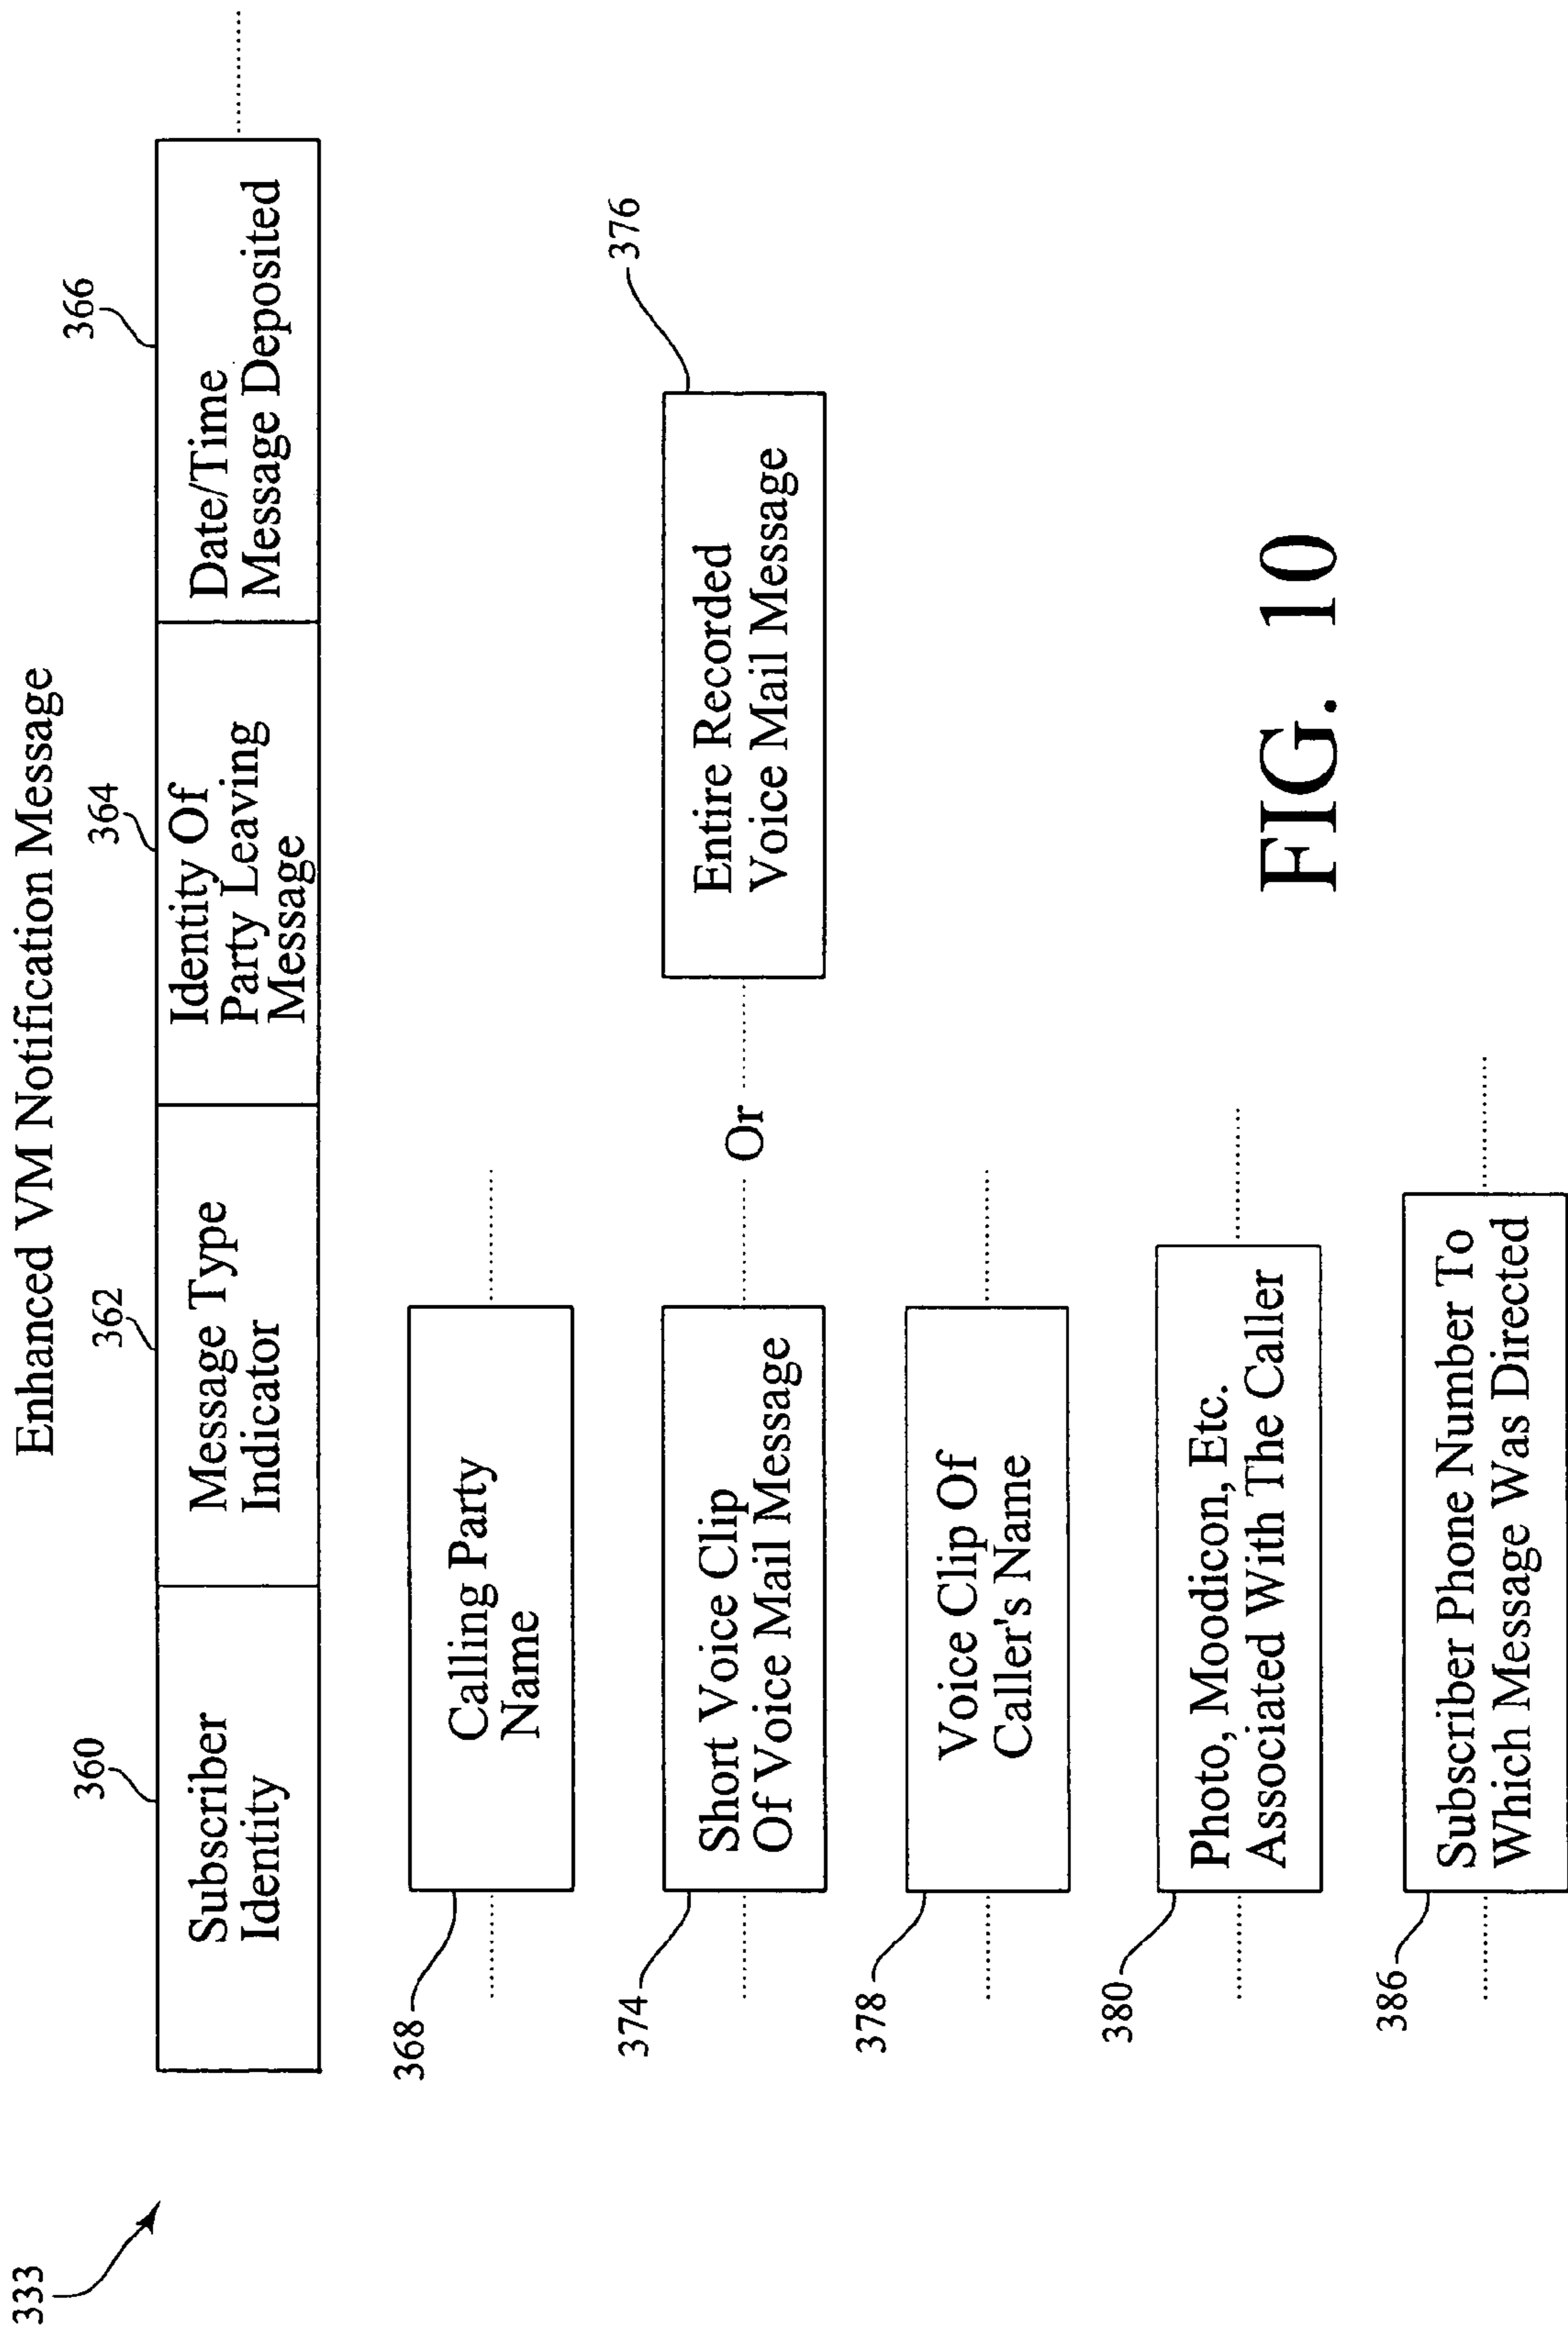 Enhanced VM Notification Message
333
360
362
364
366
Subscriber
Identity
Message Type
Indicator
Identity Of
Party Leaving
Message
Date/Time
Message Deposited
368
Calling Party
Name
374
Short Voice Clip
Of Voice Mail Message
Or
376
Entire Recorded
Voice Mail Message
378
Voice Clip Of
Caller's Name
380
Photo, Moodicon, Etc.
Associated With The Caller
386
Subscriber Phone Number To
Which Message Was Directed
FIG. 10